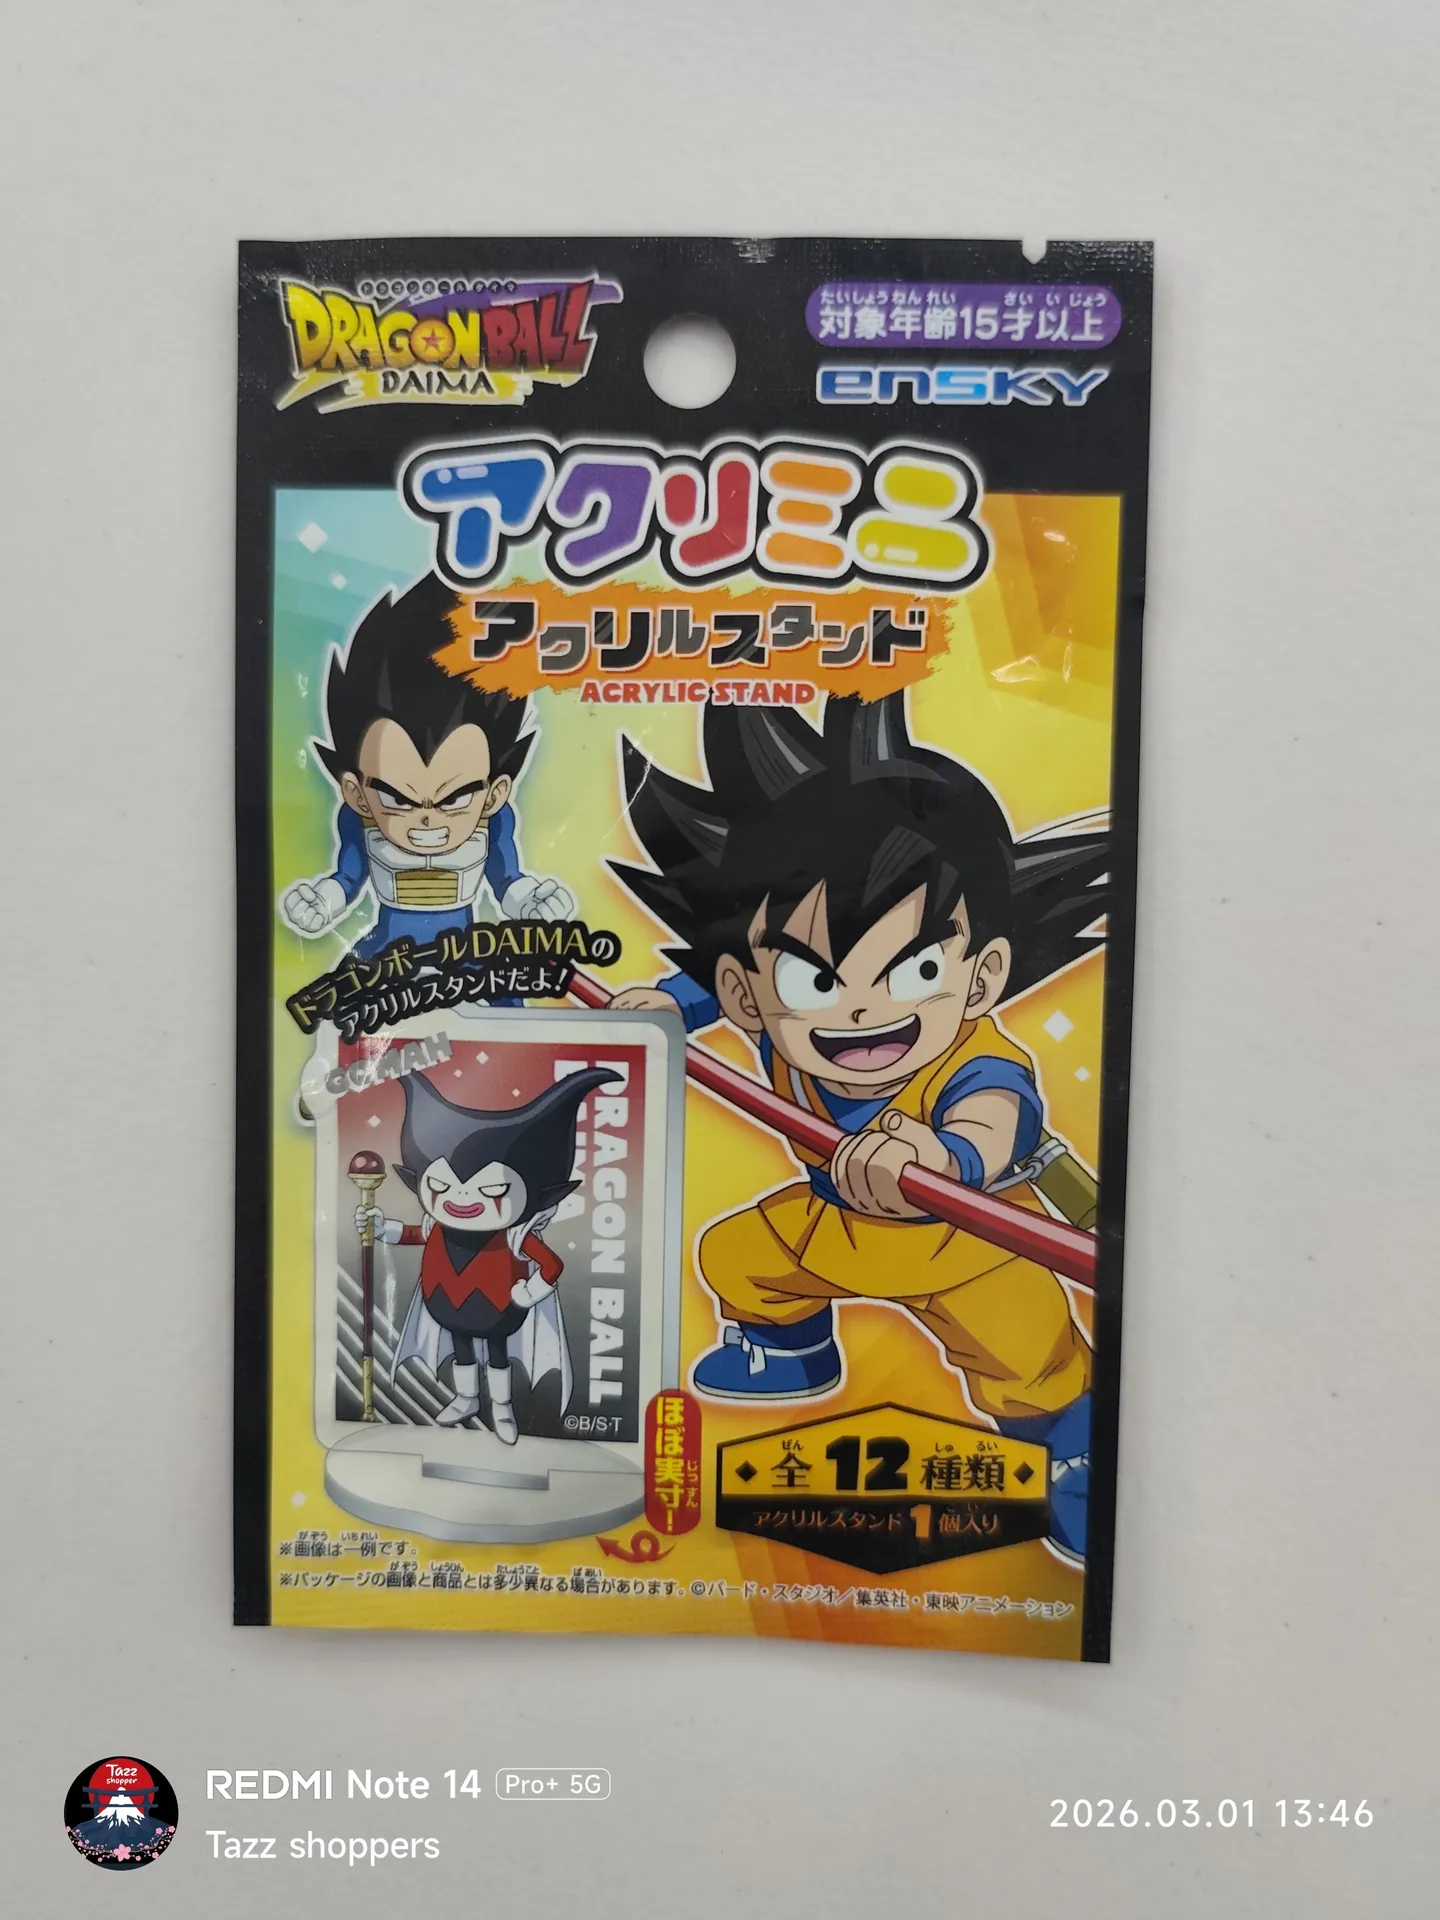 ドラゴンボールダイマ
DRAGON BALL
DAIMA
たいしょうねんれい さいいじょう
対象年齢15才以上
ensky
アクリミニ
アクリルスタンド
ACRYLIC STAND
ドラゴンボールDAIMAの
アクリルスタンドだよ!
GOMAH
DRAGON BALL
DAIMA
©B/S・T
ほぼ実寸!
じっすん
ぜん しゅるい
全12種類
こい
アクリルスタンド1個入り
がぞう いちれい
※画像は一例です。
がぞう しょうひん たしょうこと ばあい
※パッケージの画像と商品とは多少異なる場合があります。©バード・スタジオ/集英社・東映アニメーション
Tazz
shopper
REDMI Note 14 Pro+ 5G
Tazz shoppers
2026.03.01 13:46